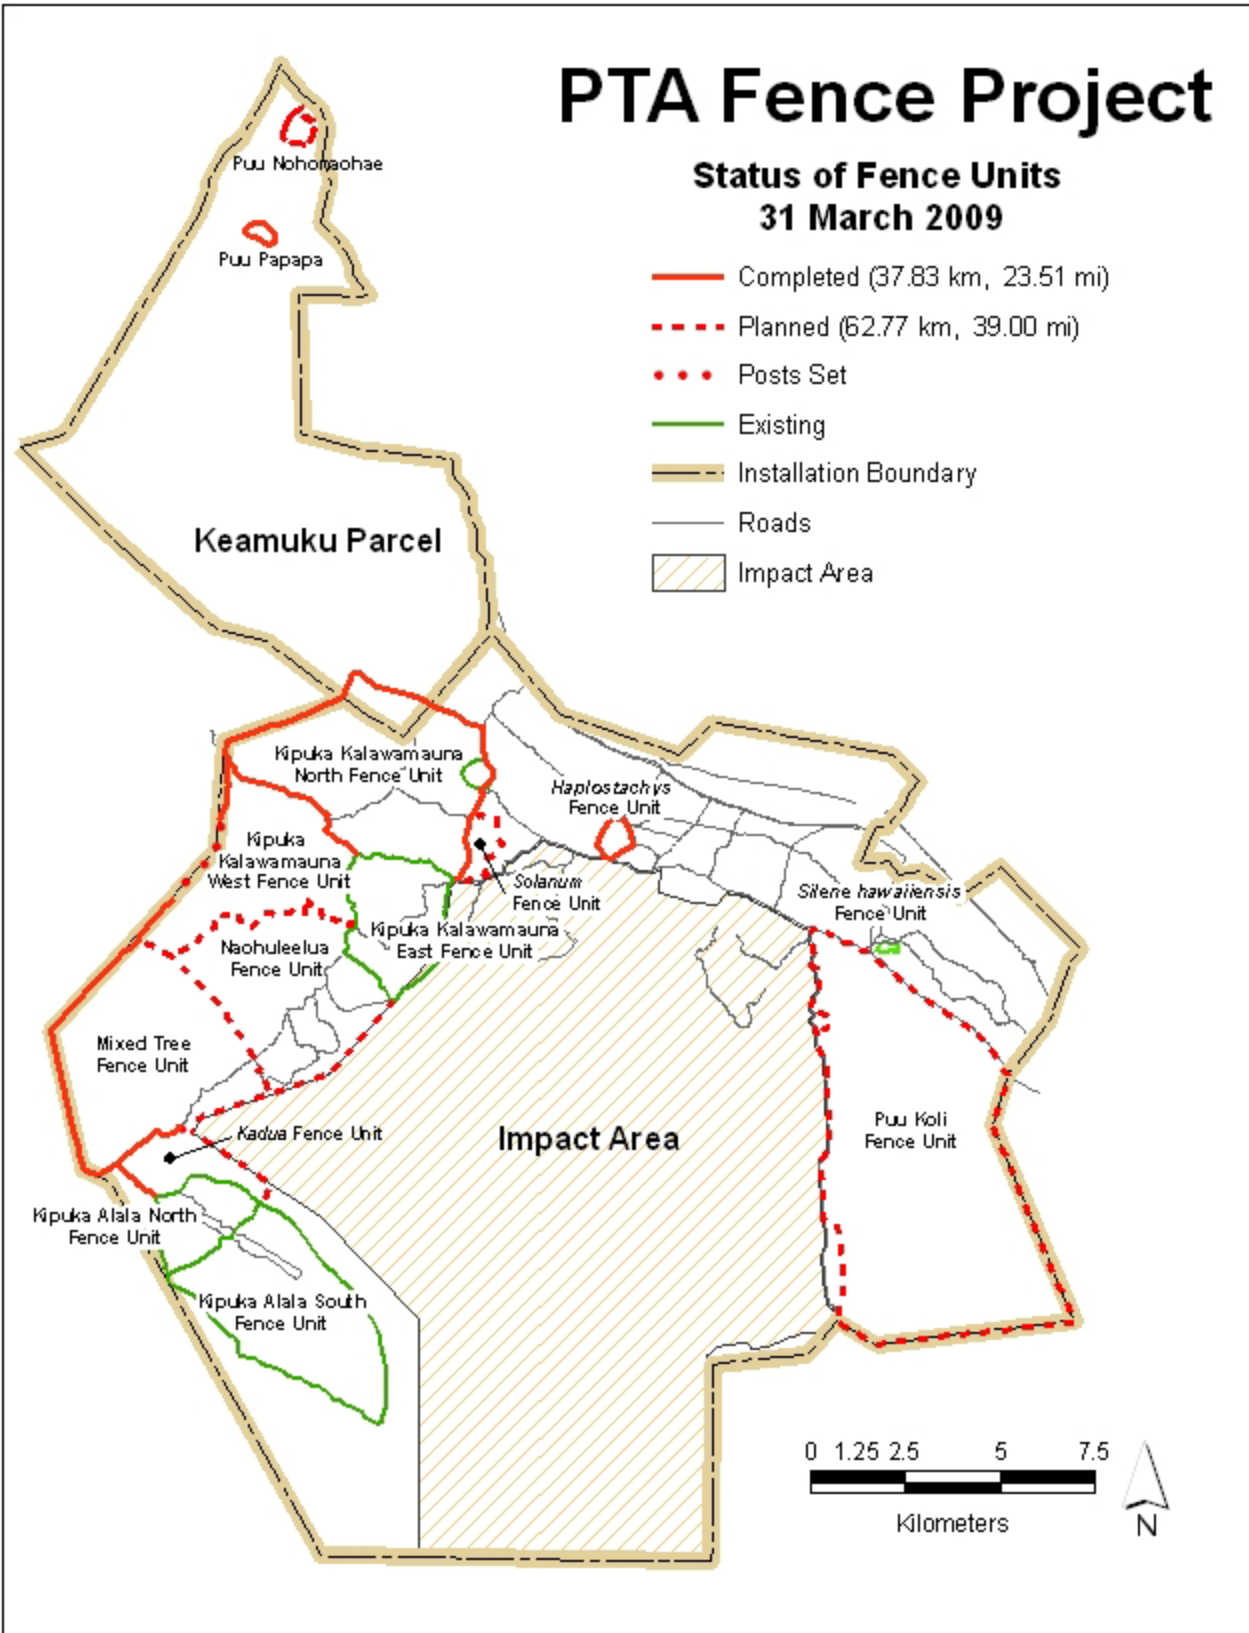 PTA Fence Project
Status of Fence Units
31 March 2009
Completed (37.83 km, 23.51 mi)
Planned (62.77 km, 39.00 mi)
Posts Set
Existing
Installation Boundary
Roads
Impact Area
Puu Nohonaohae
Puu Papapa
Keamuku Parcel
Kipuka Kalawamauna
North Fence Unit
Haplostachys
Fence Unit
Kipuka
Kalawamauna
West Fence Unit
Solanum
Fence Unit
Silene hawaiiensis
Fence Unit
Kipuka Kalawamauna
East Fence Unit
Naohuleelua
Fence Unit
Mixed Tree
Fence Unit
Kadua Fence Unit
Impact Area
Puu Koli
Fence Unit
Kipuka Alala North
Fence Unit
Kipuka Alala South
Fence Unit
0 1.25 2.5 5 7.5
Kilometers
N